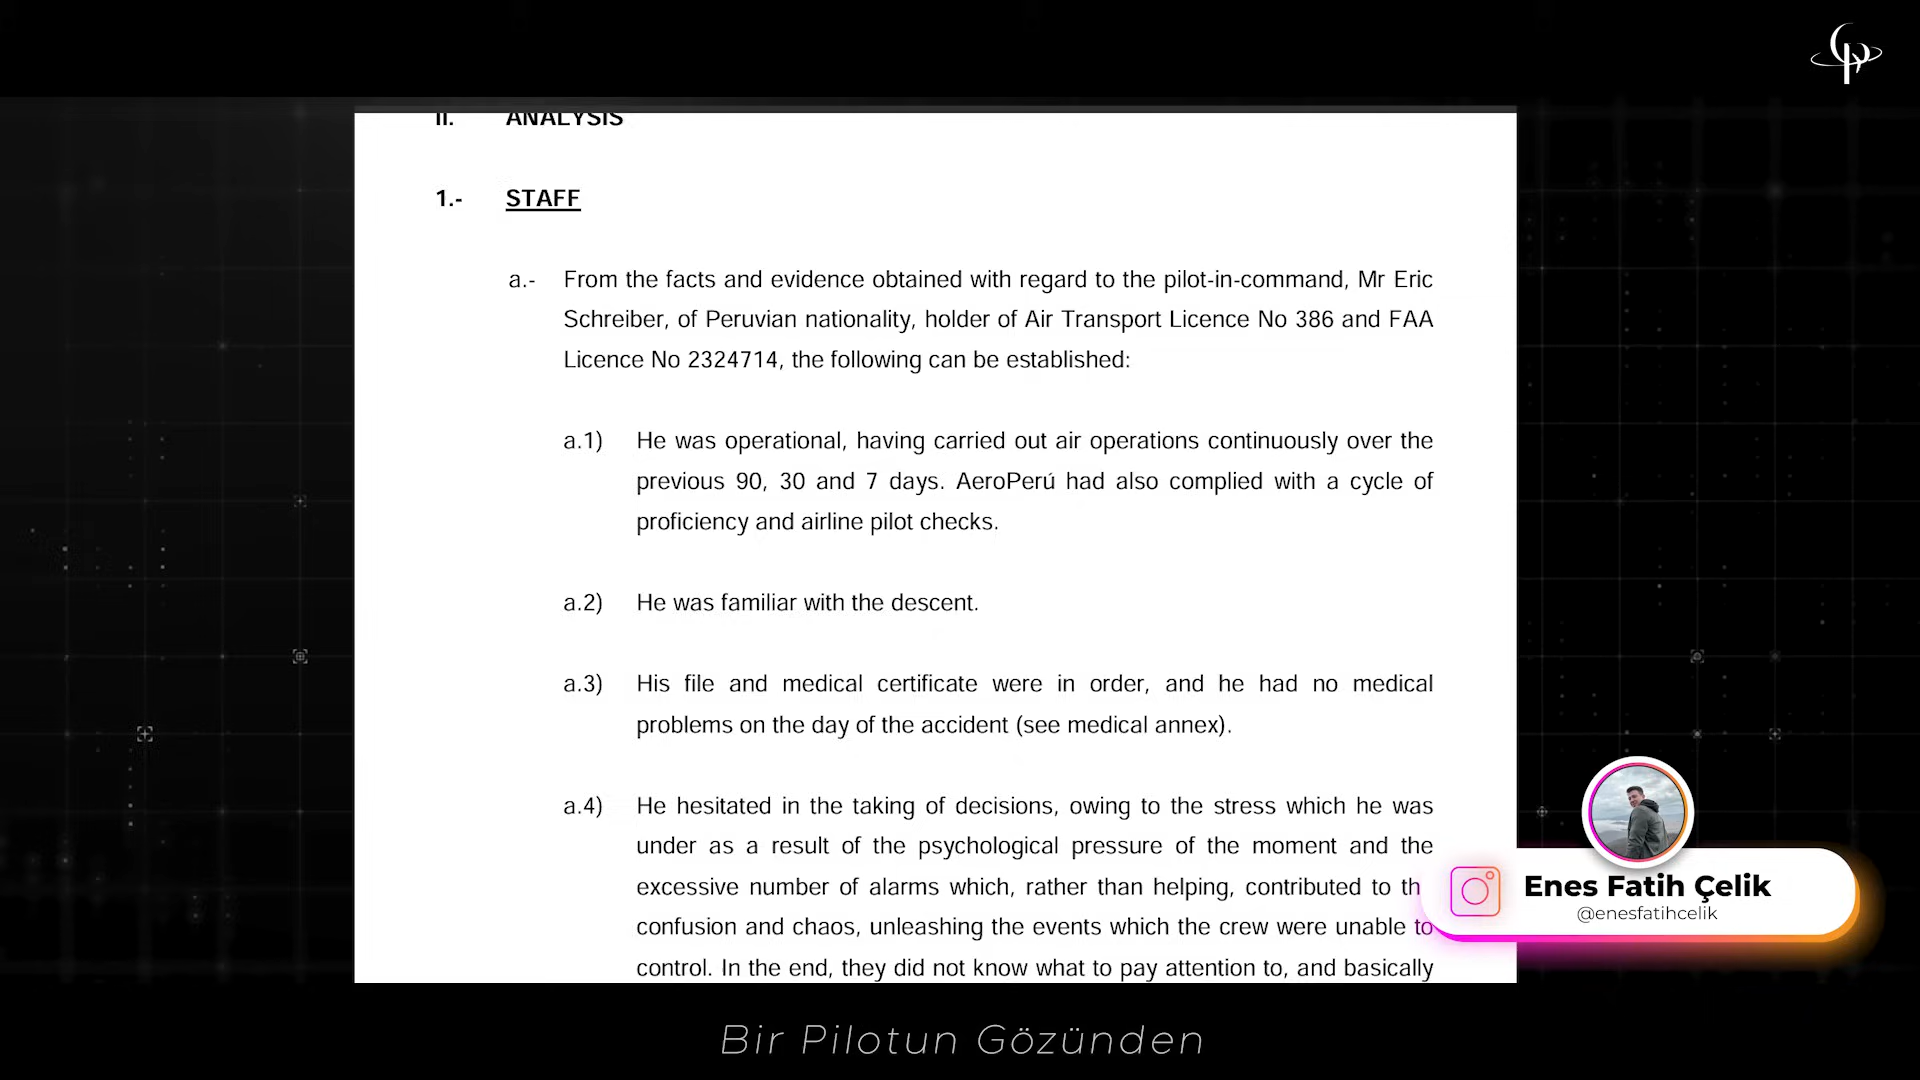 II. ANALYSIS
1.- STAFF
a.- From the facts and evidence obtained with regard to the pilot-in-command, Mr Eric
Schreiber, of Peruvian nationality, holder of Air Transport Licence No 386 and FAA
Licence No 2324714, the following can be established:
a.1) He was operational, having carried out air operations continuously over the
previous 90, 30 and 7 days. AeroPerú had also complied with a cycle of
proficiency and airline pilot checks.
a.2) He was familiar with the descent.
a.3) His file and medical certificate were in order, and he had no medical
problems on the day of the accident (see medical annex).
a.4) He hesitated in the taking of decisions, owing to the stress which he was
under as a result of the psychological pressure of the moment and the
excessive number of alarms which, rather than helping, contributed to th
confusion and chaos, unleashing the events which the crew were unable to
control. In the end, they did not know what to pay attention to, and basically
Enes Fatih Çelik
@enesfatihcelik
Bir Pilotun Gözünden